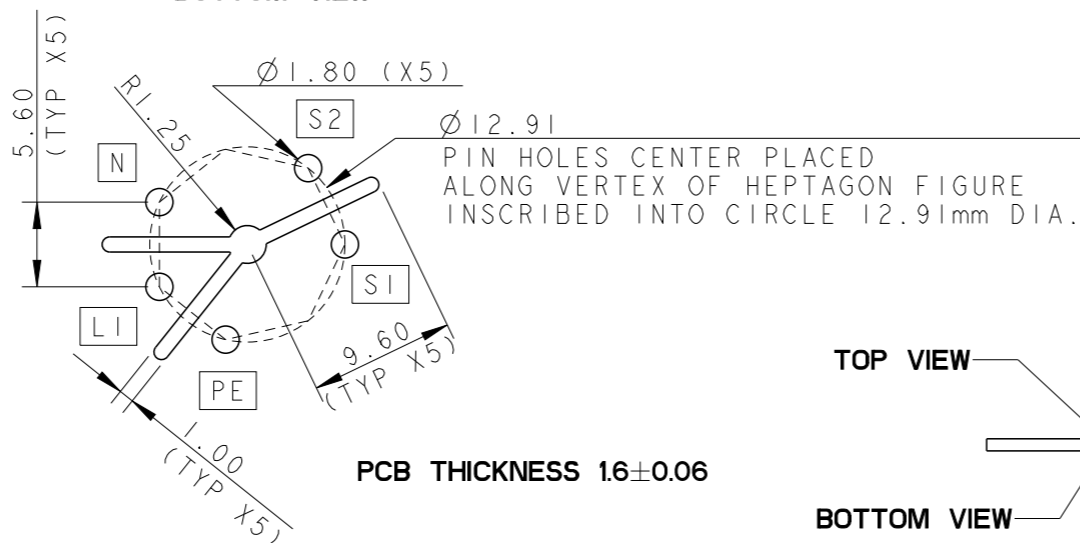 Ø1.80 (X5)
5.60
(TYP X5)
R1.25
S2
N
Ø12.91
PIN HOLES CENTER PLACED
ALONG VERTEX OF HEPTAGON FIGURE
INSCRIBED INTO CIRCLE 12.91mm DIA.
S1
L1
9.60
(TYP X5)
PE
1.00
(TYP X5)
TOP VIEW
PCB THICKNESS 1.6±0.06
BOTTOM VIEW